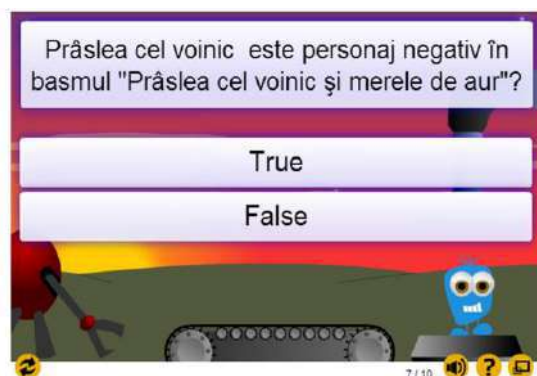 Prâslea cel voinic  este personaj negativ în
basmul "Prâslea cel voinic şi merele de aur"?
True
False
7 / 10
?